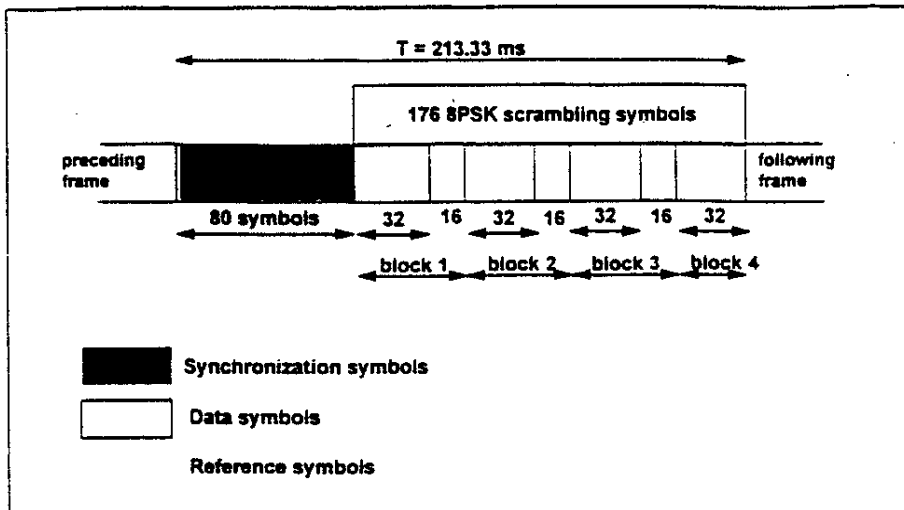 T = 213.33 ms
176 8PSK scrambling symbols
preceding frame
following frame
80 symbols
32 16 32 16 32 16 32
block 1 block 2 block 3 block 4
Synchronization symbols
Data symbols
Reference symbols